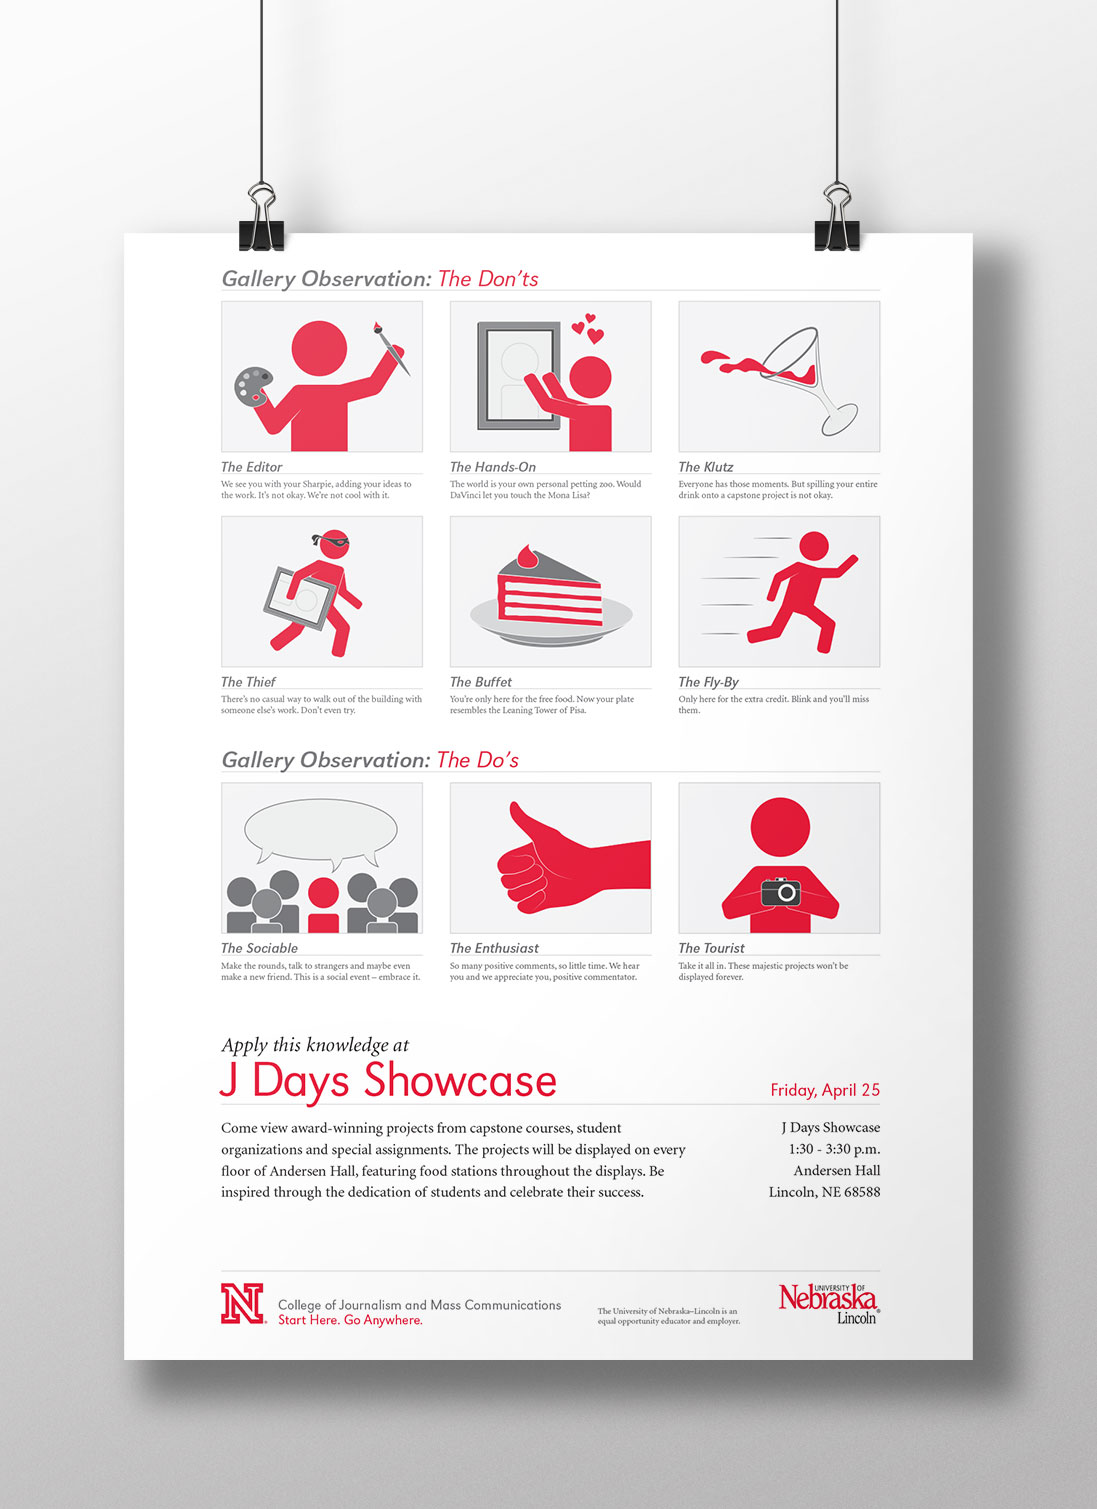 Gallery Observation: The Don'ts
The Editor
We see you with your Sharpie, adding your ideas to
the work. It's not okay. We're not cool with it.
The Hands-On
The world is your own personal petting zoo. Would
DaVinci let you touch the Mona Lisa?
The Klutz
Everyone has those moments. But spilling your entire
drink onto a capstone project is not okay.
The Thief
There's no casual way to walk out of the building with
someone else's work. Don't even try.
The Buffet
You're only here for the free food. Now your plate
resembles the Leaning Tower of Pisa.
The Fly-By
Only here for the extra credit. Blink and you'll miss
them.
Gallery Observation: The Do's
The Sociable
Make the rounds, talk to strangers and maybe even
make a new friend. This is a social event – embrace it.
The Enthusiast
So many positive comments, so little time. We hear
you and we appreciate you, positive commentator.
The Tourist
Take it all in. These majestic projects won't be
displayed forever.
Apply this knowledge at
J Days Showcase
Come view award-winning projects from capstone courses, student
organizations and special assignments. The projects will be displayed on every
floor of Andersen Hall, featuring food stations throughout the displays. Be
inspired through the dedication of students and celebrate their success.
Friday, April 25
J Days Showcase
1:30 - 3:30 p.m.
Andersen Hall
Lincoln, NE 68588
N
College of Journalism and Mass Communications
Start Here. Go Anywhere.
The University of Nebraska–Lincoln is an
equal opportunity educator and employer.
UNIVERSITY OF
Nebraska
Lincoln®